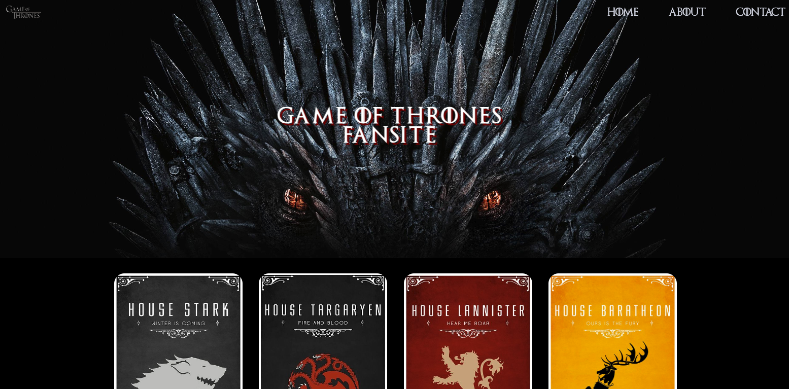 GAME OF
THRONES
HOME
ABOUT
CONTACT
GAME OF THRONES
FANSITE
HOUSE STARK
WINTER IS COMING
HOUSE TARGARYEN
FIRE AND BLOOD
HOUSE LANNISTER
HEAR ME ROAR
HOUSE BARATHEON
OURS IS THE FURY